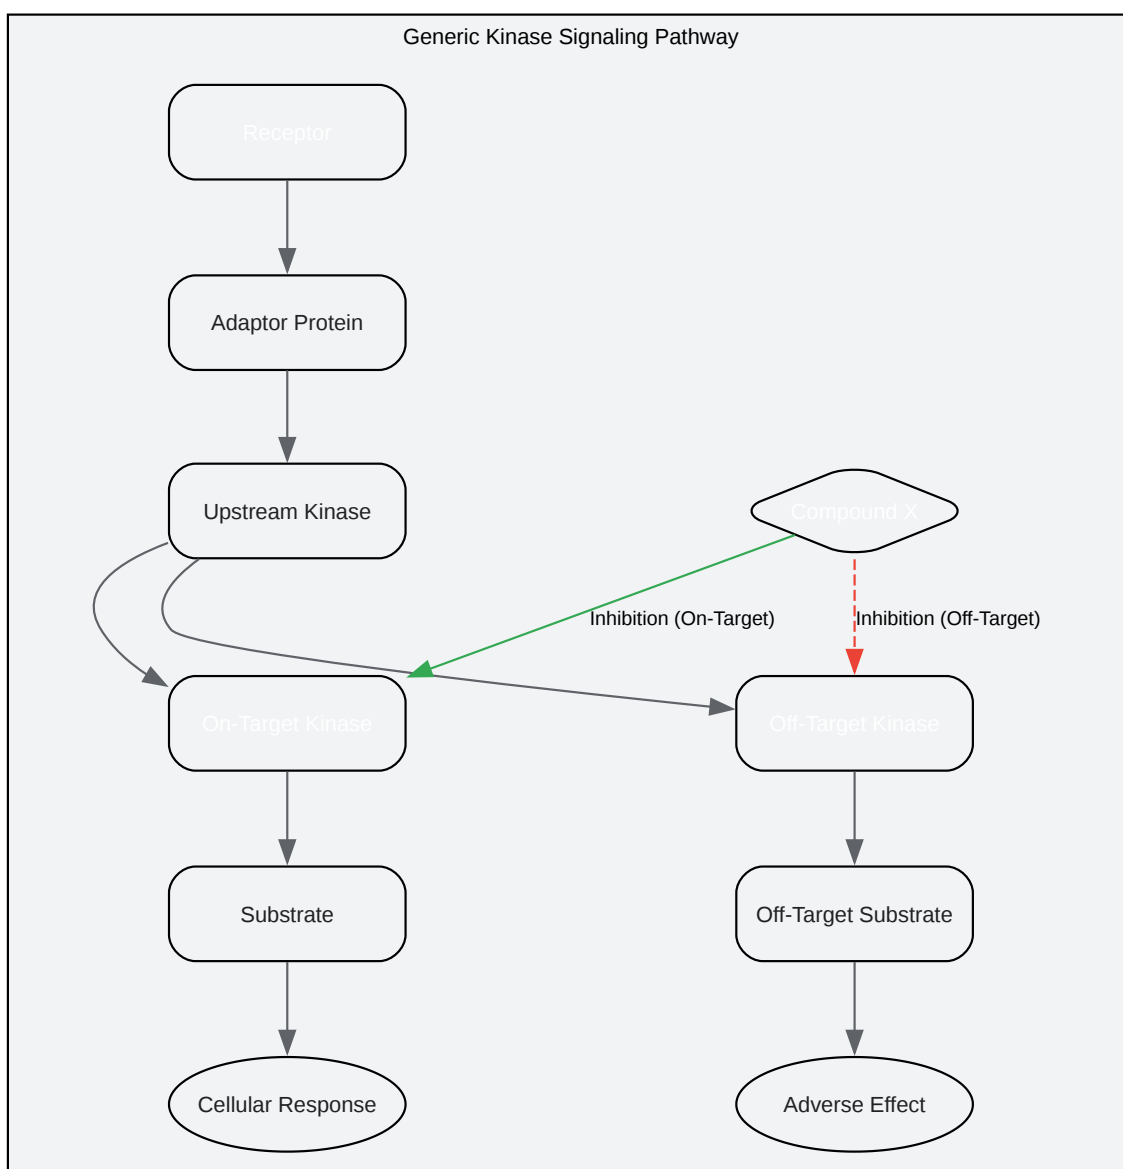 Generic Kinase Signaling Pathway
Receptor
Adaptor Protein
Upstream Kinase
Compound X
Inhibition (On-Target)
Inhibition (Off-Target)
On-Target Kinase
Off-Target Kinase
Substrate
Off-Target Substrate
Cellular Response
Adverse Effect